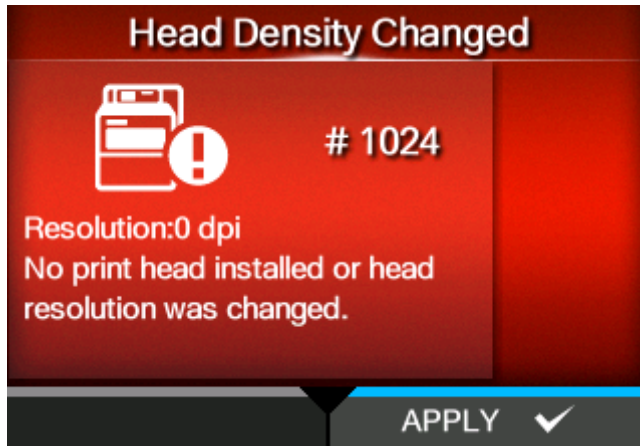 Head Density Changed
# 1024
Resolution:0 dpi
No print head installed or head
resolution was changed.
APPLY